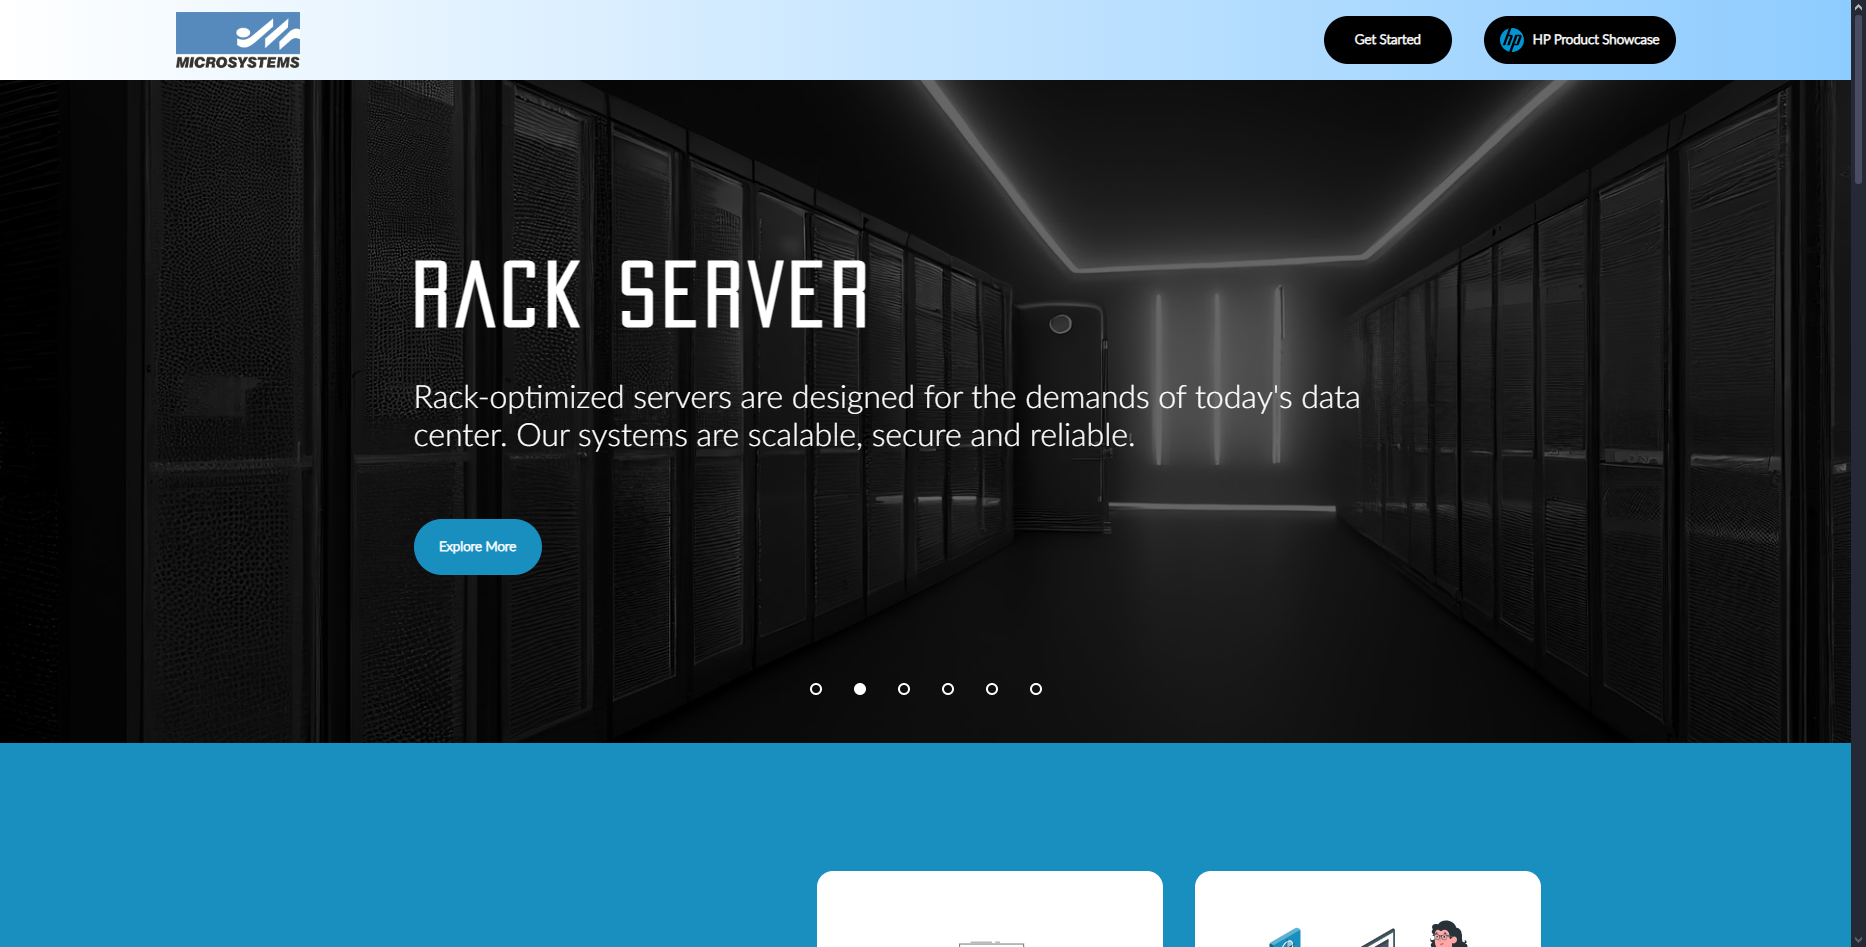 MICROSYSTEMS
Get Started
hp HP Product Showcase
RACK SERVER
Rack-optimized servers are designed for the demands of today's data
center. Our systems are scalable, secure and reliable.
Explore More